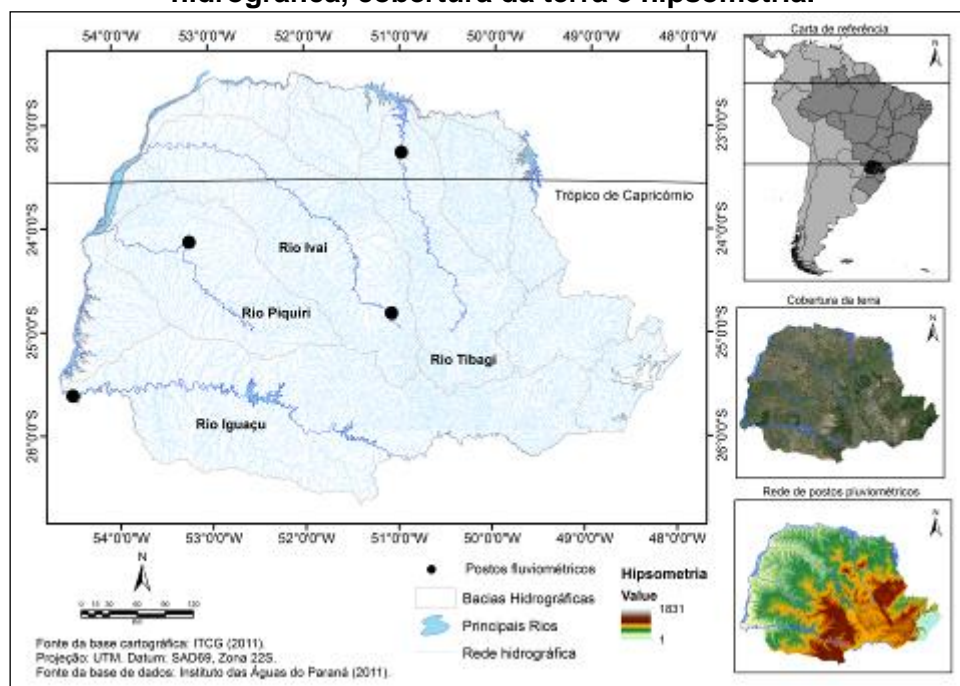 hidrográfica, cobertura da terra e hipsometria.
54°0'0"W 53°0'0"W 52°0'0"W 51°0'0"W 50°0'0"W 49°0'0"W 48°0'0"W
Carta de referência
N
23°0'0"S
23°0'0"S
Trópico de Capricórnio
24°0'0"S
24°0'0"S
Rio Ivaí
Rio Piquiri
Cobertura da terra
N
25°0'0"S
25°0'0"S
Rio Tibagi
Rio Iguaçu
26°0'0"S
26°0'0"S
Rede de postos pluviométricos
N
54°0'0"W 53°0'0"W 52°0'0"W 51°0'0"W 50°0'0"W 49°0'0"W 48°0'0"W
N
Postos fluviométricos
Bacias Hidrográficas
Principais Rios
Rede hidrográfica
Hipsometria
Value
1831
1
Fonte da base cartográfica: ITCG (2011).
Projeção: UTM. Datum: SAD69, Zona 22S.
Fonte da base de dados: Instituto das Águas do Paraná (2011).